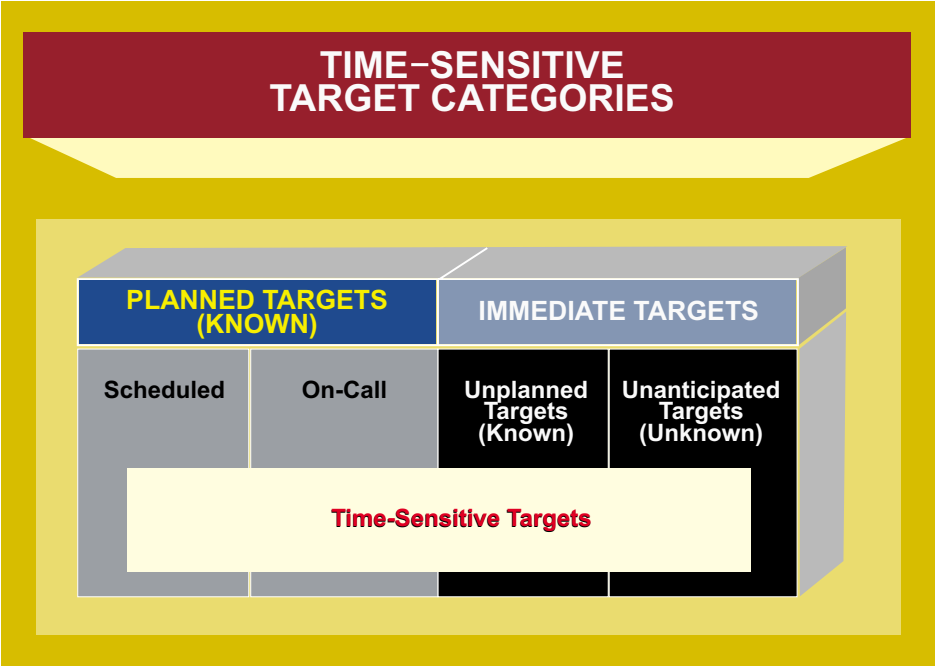 TIME–SENSITIVE
TARGET CATEGORIES
PLANNED TARGETS
(KNOWN)
IMMEDIATE TARGETS
Scheduled
On-Call
Unplanned
Targets
(Known)
Unanticipated
Targets
(Unknown)
Time-Sensitive Targets